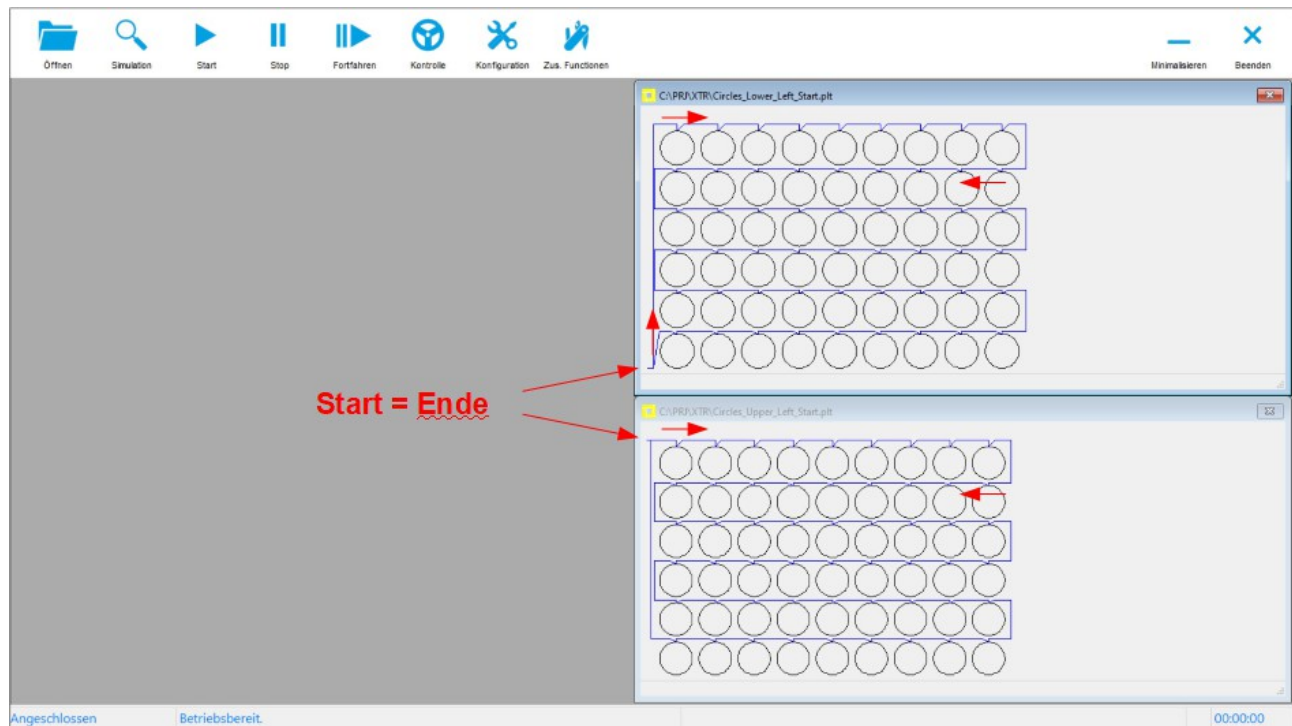 Öffnen Simulation Start Stop Fortfahren Kontrolle Konfiguration Zus. Functionen Minimalisieren Beenden
C:\PRJ\XTR\Circles_Lower_Left_Start.plt
Start = Ende
C:\PRJ\XTR\Circles_Upper_Left_Start.plt
Angeschlossen Betriebsbereit. 00:00:00